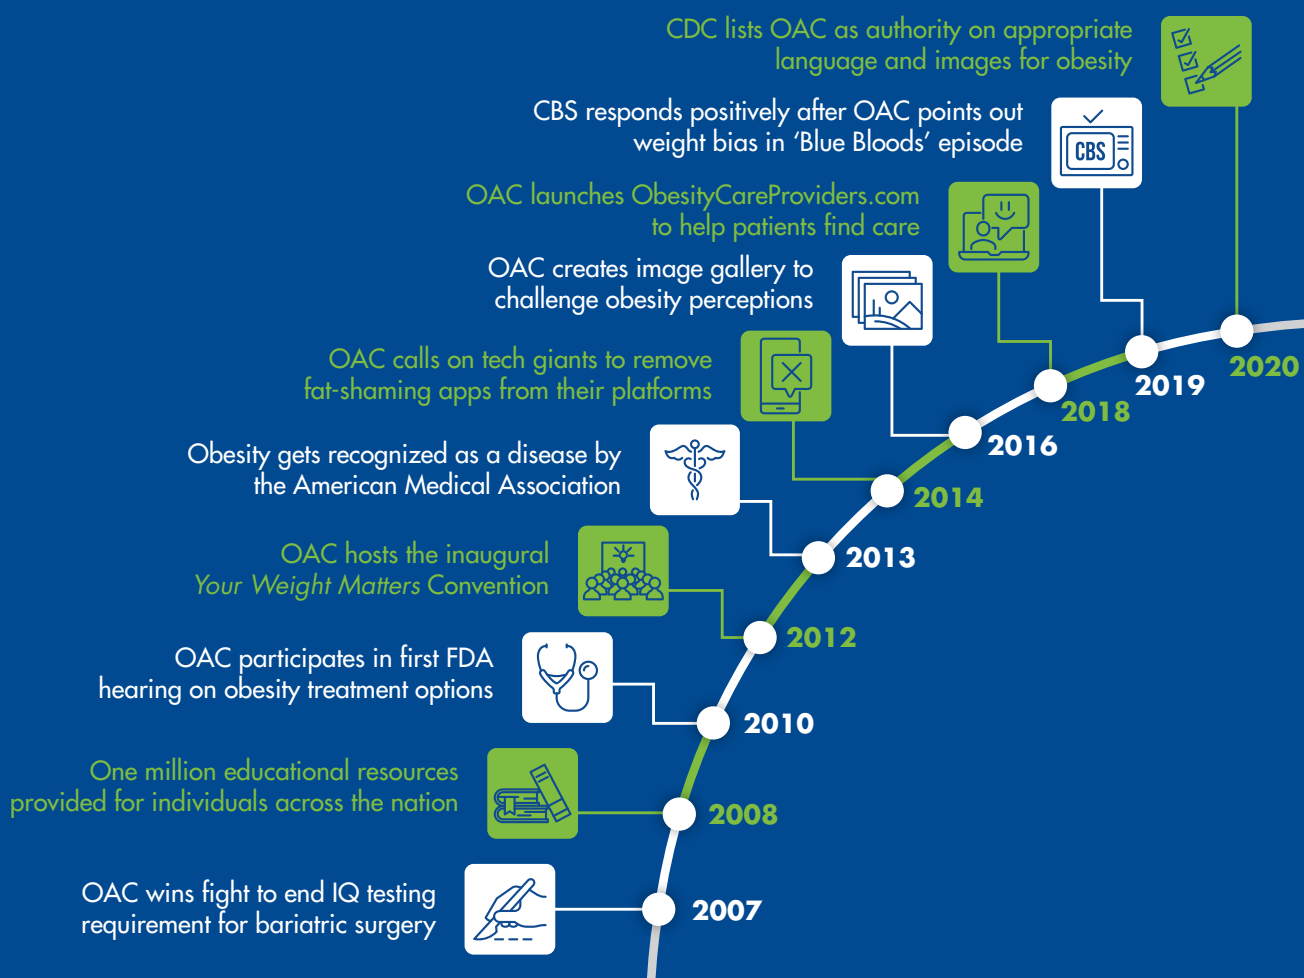 CDC lists OAC as authority on appropriate
language and images for obesity
CBS responds positively after OAC points out
weight bias in ‘Blue Bloods’ episode
CBS
OAC launches ObesityCareProviders.com
to help patients find care
OAC creates image gallery to
challenge obesity perceptions
2020
OAC calls on tech giants to remove
fat-shaming apps from their platforms
2019
2018
Obesity gets recognized as a disease by
the American Medical Association
2016
2014
OAC hosts the inaugural
Your Weight Matters Convention
2013
2012
OAC participates in first FDA
hearing on obesity treatment options
2010
One million educational resources
provided for individuals across the nation
2008
OAC wins fight to end IQ testing
requirement for bariatric surgery
2007